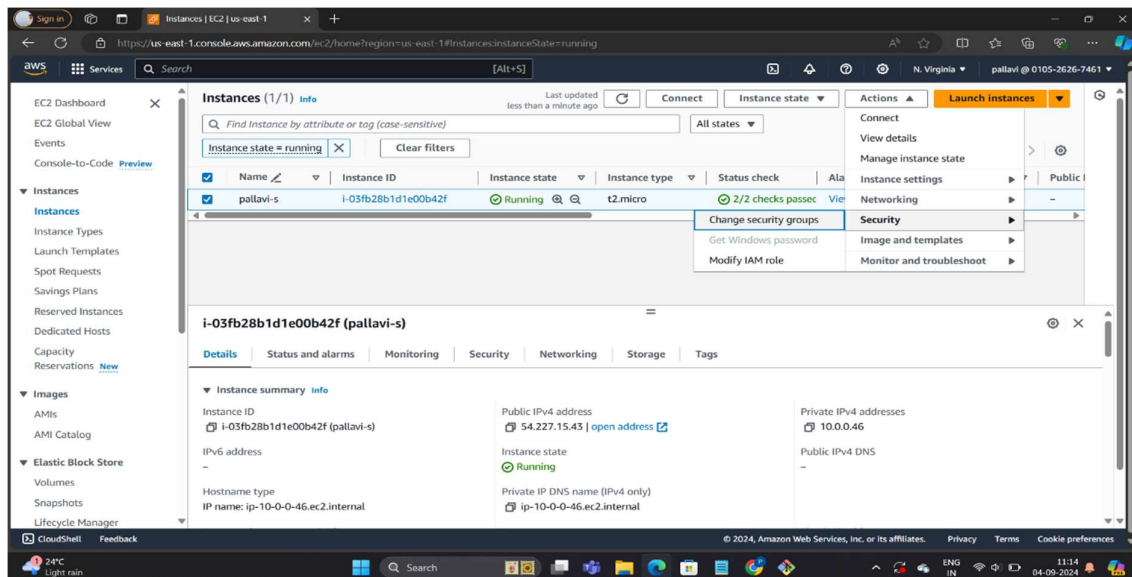 Sign in
Instances | EC2 | us-east-1
https://us-east-1.console.aws.amazon.com/ec2/home?region=us-east-1#Instances:instanceState=running
aws Services Search [Alt+S] N. Virginia pallavi @ 0105-2626-7461
EC2 Dashboard
EC2 Global View
Events
Console-to-Code Preview
Instances
Instances
Instance Types
Launch Templates
Spot Requests
Savings Plans
Reserved Instances
Dedicated Hosts
Capacity
Reservations New
Images
AMIs
AMI Catalog
Elastic Block Store
Volumes
Snapshots
Lifecycle Manager
Instances (1/1) Info
Last updated
less than a minute ago
Connect Instance state Actions Launch instances
Find Instance by attribute or tag (case-sensitive) All states
Instance state = running Clear filters
Name Instance ID Instance state Instance type Status check Ala Public I
pallavi-s i-03fb28b1d1e00b42f Running t2.micro 2/2 checks passec Vie –
Connect
View details
Manage instance state
Instance settings
Networking
Security
Image and templates
Monitor and troubleshoot
Change security groups
Get Windows password
Modify IAM role
i-03fb28b1d1e00b42f (pallavi-s)
Details Status and alarms Monitoring Security Networking Storage Tags
Instance summary Info
Instance ID
i-03fb28b1d1e00b42f (pallavi-s)
Public IPv4 address
54.227.15.43 | open address
Private IPv4 addresses
10.0.0.46
IPv6 address
–
Instance state
Running
Public IPv4 DNS
–
Hostname type
IP name: ip-10-0-0-46.ec2.internal
Private IP DNS name (IPv4 only)
ip-10-0-0-46.ec2.internal
CloudShell Feedback © 2024, Amazon Web Services, Inc. or its affiliates. Privacy Terms Cookie preferences
24°C
Light rain
Search
ENG
IN
11:14
04-09-2024